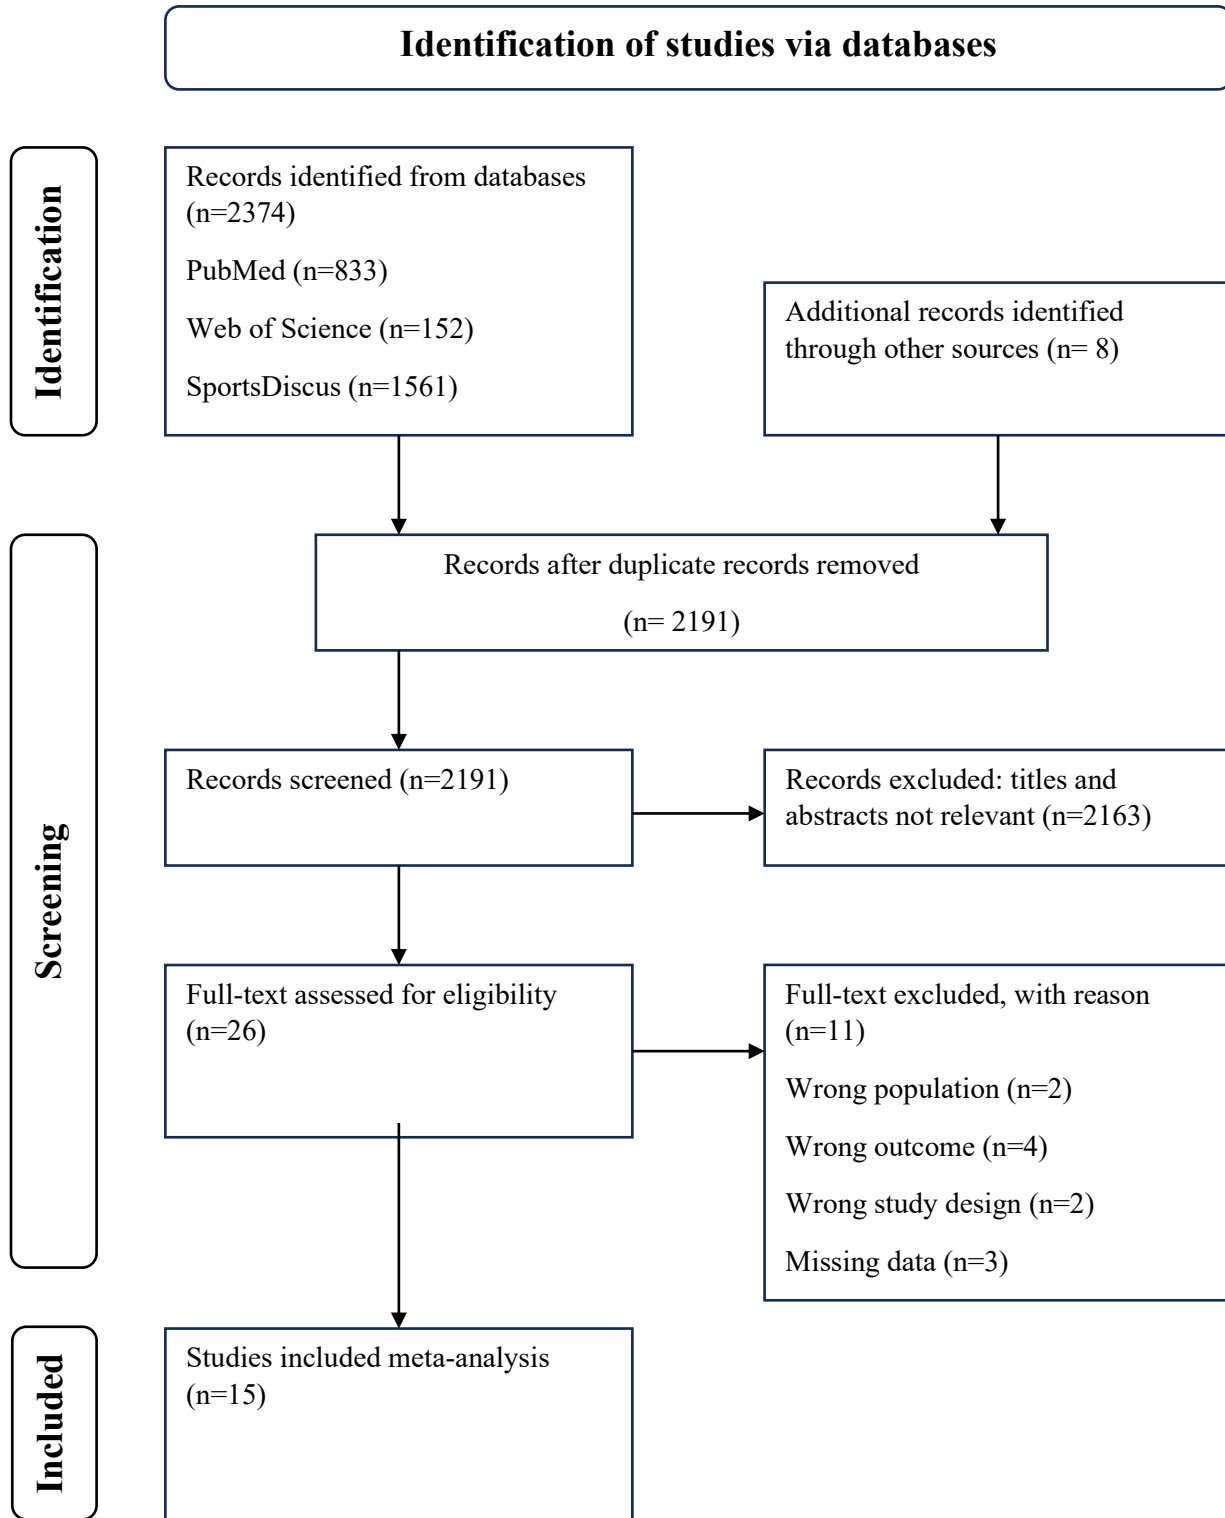 Identification of studies via databases
Identification
Records identified from databases
(n=2374)
PubMed (n=833)
Web of Science (n=152)
SportsDiscus (n=1561)
Additional records identified
through other sources (n= 8)
Screening
Records after duplicate records removed
(n= 2191)
Records screened (n=2191)
Records excluded: titles and
abstracts not relevant (n=2163)
Full-text assessed for eligibility
(n=26)
Full-text excluded, with reason
(n=11)
Wrong population (n=2)
Wrong outcome (n=4)
Wrong study design (n=2)
Missing data (n=3)
Included
Studies included meta-analysis
(n=15)